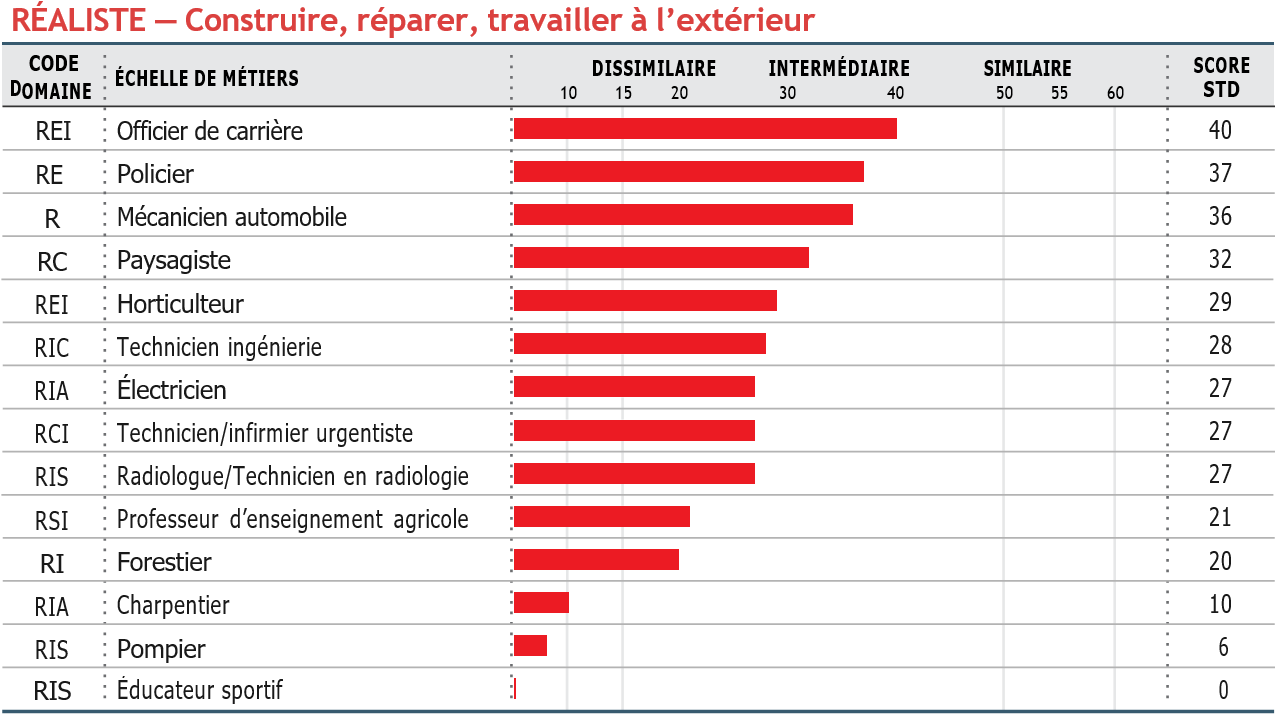 RÉALISTE — Construire, réparer, travailler à l’extérieur
CODE DOMAINE ÉCHELLE DE MÉTIERS DISSIMILAIRE INTERMÉDIAIRE SIMILAIRE SCORE STD
10 15 20 30 40 50 55 60
REI Officier de carrière 40
RE Policier 37
R Mécanicien automobile 36
RC Paysagiste 32
REI Horticulteur 29
RIC Technicien ingénierie 28
RIA Électricien 27
RCI Technicien/infirmier urgentiste 27
RIS Radiologue/Technicien en radiologie 27
RSI Professeur d’enseignement agricole 21
RI Forestier 20
RIA Charpentier 10
RIS Pompier 6
RIS Éducateur sportif 0